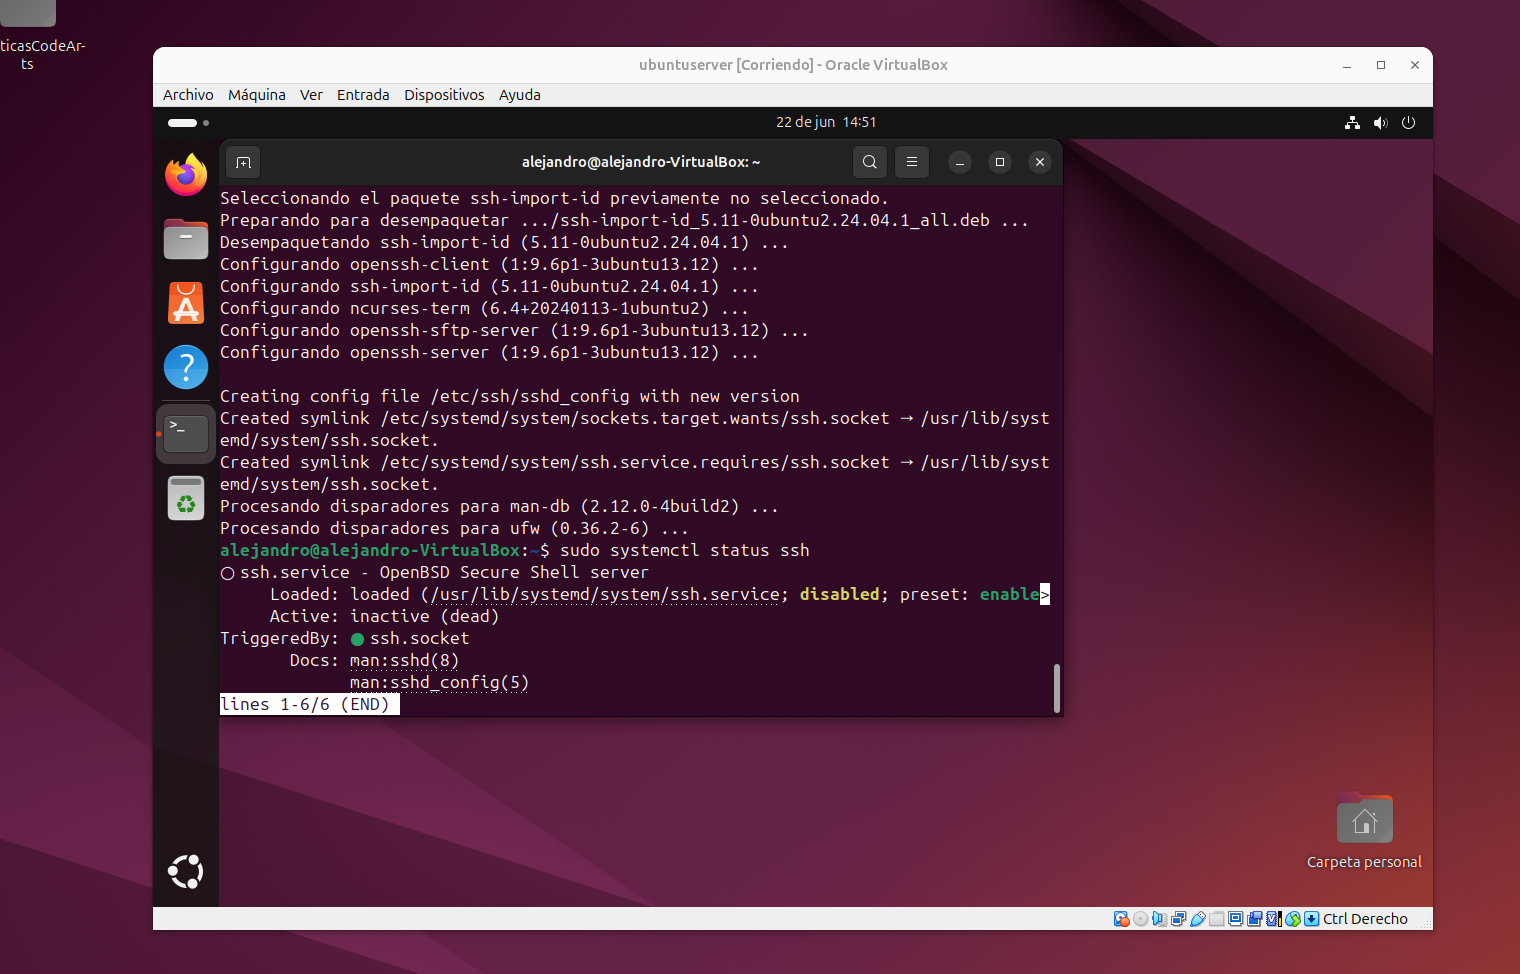 ticasCodeAr-
ts
ubuntuserver [Corriendo] - Oracle VirtualBox
Archivo Máquina Ver Entrada Dispositivos Ayuda
22 de jun 14:51
alejandro@alejandro-VirtualBox: ~
Seleccionando el paquete ssh-import-id previamente no seleccionado.
Preparando para desempaquetar .../ssh-import-id_5.11-0ubuntu2.24.04.1_all.deb ...
Desempaquetando ssh-import-id (5.11-0ubuntu2.24.04.1) ...
Configurando openssh-client (1:9.6p1-3ubuntu13.12) ...
Configurando ssh-import-id (5.11-0ubuntu2.24.04.1) ...
Configurando ncurses-term (6.4+20240113-1ubuntu2) ...
Configurando openssh-sftp-server (1:9.6p1-3ubuntu13.12) ...
Configurando openssh-server (1:9.6p1-3ubuntu13.12) ...
Creating config file /etc/ssh/sshd_config with new version
Created symlink /etc/systemd/system/sockets.target.wants/ssh.socket → /usr/lib/syst
emd/system/ssh.socket.
Created symlink /etc/systemd/system/ssh.service.requires/ssh.socket → /usr/lib/syst
emd/system/ssh.socket.
Procesando disparadores para man-db (2.12.0-4build2) ...
Procesando disparadores para ufw (0.36.2-6) ...
alejandro@alejandro-VirtualBox:~$ sudo systemctl status ssh
○ ssh.service - OpenBSD Secure Shell server
Loaded: loaded (/usr/lib/systemd/system/ssh.service; disabled; preset: enable>
Active: inactive (dead)
TriggeredBy: ● ssh.socket
Docs: man:sshd(8)
man:sshd_config(5)
lines 1-6/6 (END)
Carpeta personal
Ctrl Derecho